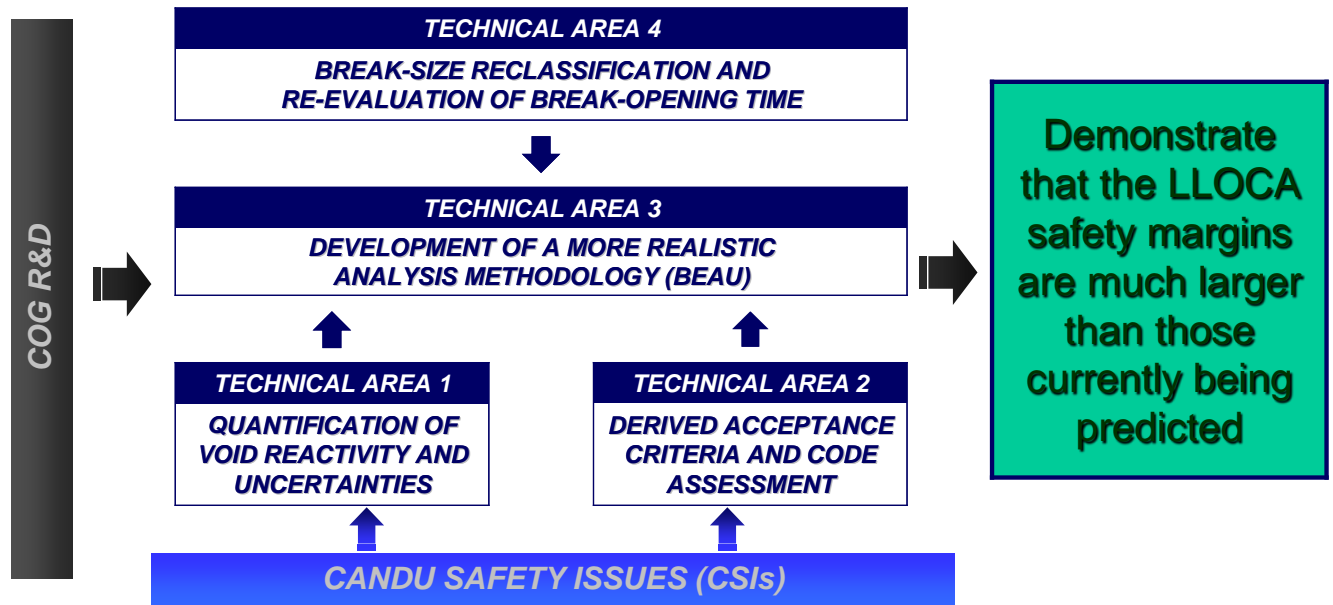 COG R&D
TECHNICAL AREA 4
BREAK-SIZE RECLASSIFICATION AND
RE-EVALUATION OF BREAK-OPENING TIME
TECHNICAL AREA 3
DEVELOPMENT OF A MORE REALISTIC
ANALYSIS METHODOLOGY (BEAU)
TECHNICAL AREA 1
QUANTIFICATION OF
VOID REACTIVITY AND
UNCERTAINTIES
TECHNICAL AREA 2
DERIVED ACCEPTANCE
CRITERIA AND CODE
ASSESSMENT
CANDU SAFETY ISSUES (CSIs)
Demonstrate
that the LLOCA
safety margins
are much larger
than those
currently being
predicted